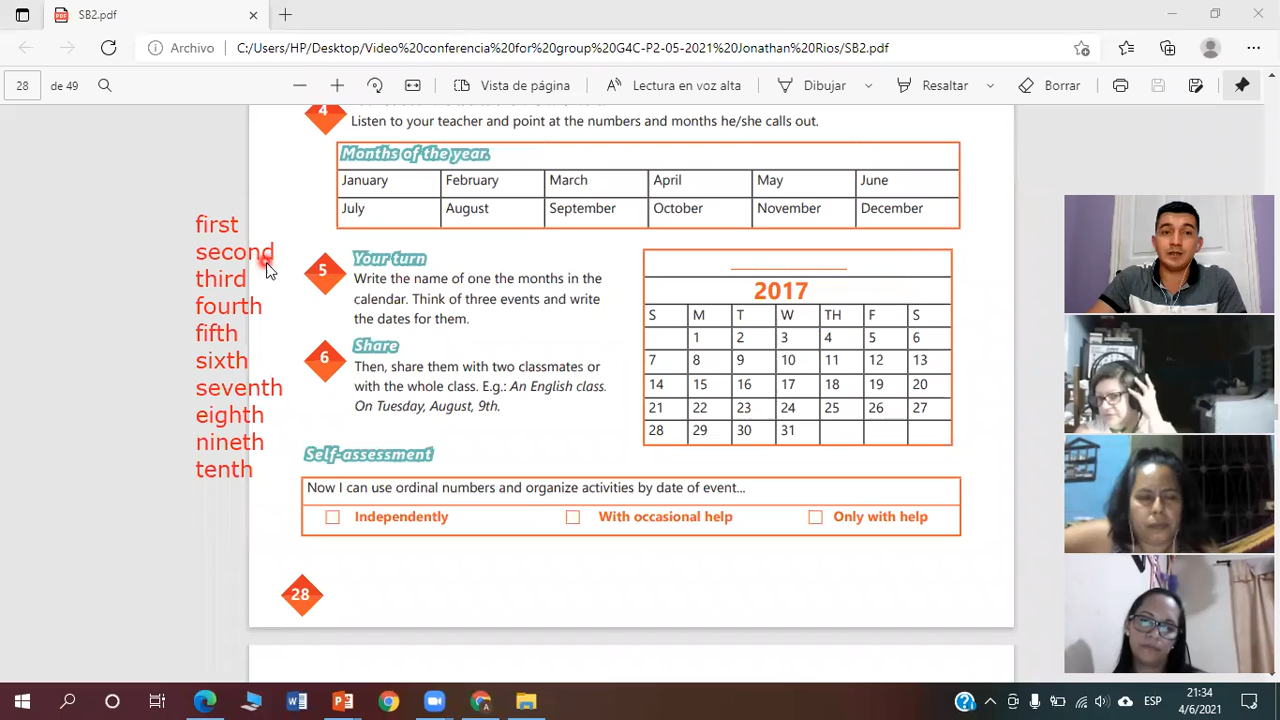 SB2.pdf
Archivo
C:/Users/HP/Desktop/Video%20conferencia%20for%20group%20G4C-P2-05-2021%20Jonathan%20Rios/SB2.pdf
28 de 49
Vista de página
Lectura en voz alta
Dibujar
Resaltar
Borrar
4
Listen to your teacher and point at the numbers and months he/she calls out.
Months of the year.
January February March April May June
July August September October November December
first
second
third
fourth
fifth
sixth
seventh
eighth
nineth
tenth
5
Your turn
Write the name of one the months in the
calendar. Think of three events and write
the dates for them.
6
Share
Then, share them with two classmates or
with the whole class. E.g.: An English class.
On Tuesday, August, 9th.
2017
S M T W TH F S
1 2 3 4 5 6
7 8 9 10 11 12 13
14 15 16 17 18 19 20
21 22 23 24 25 26 27
28 29 30 31
Self-assessment
Now I can use ordinal numbers and organize activities by date of event...
Independently
With occasional help
Only with help
28
ESP
21:34
4/6/2021